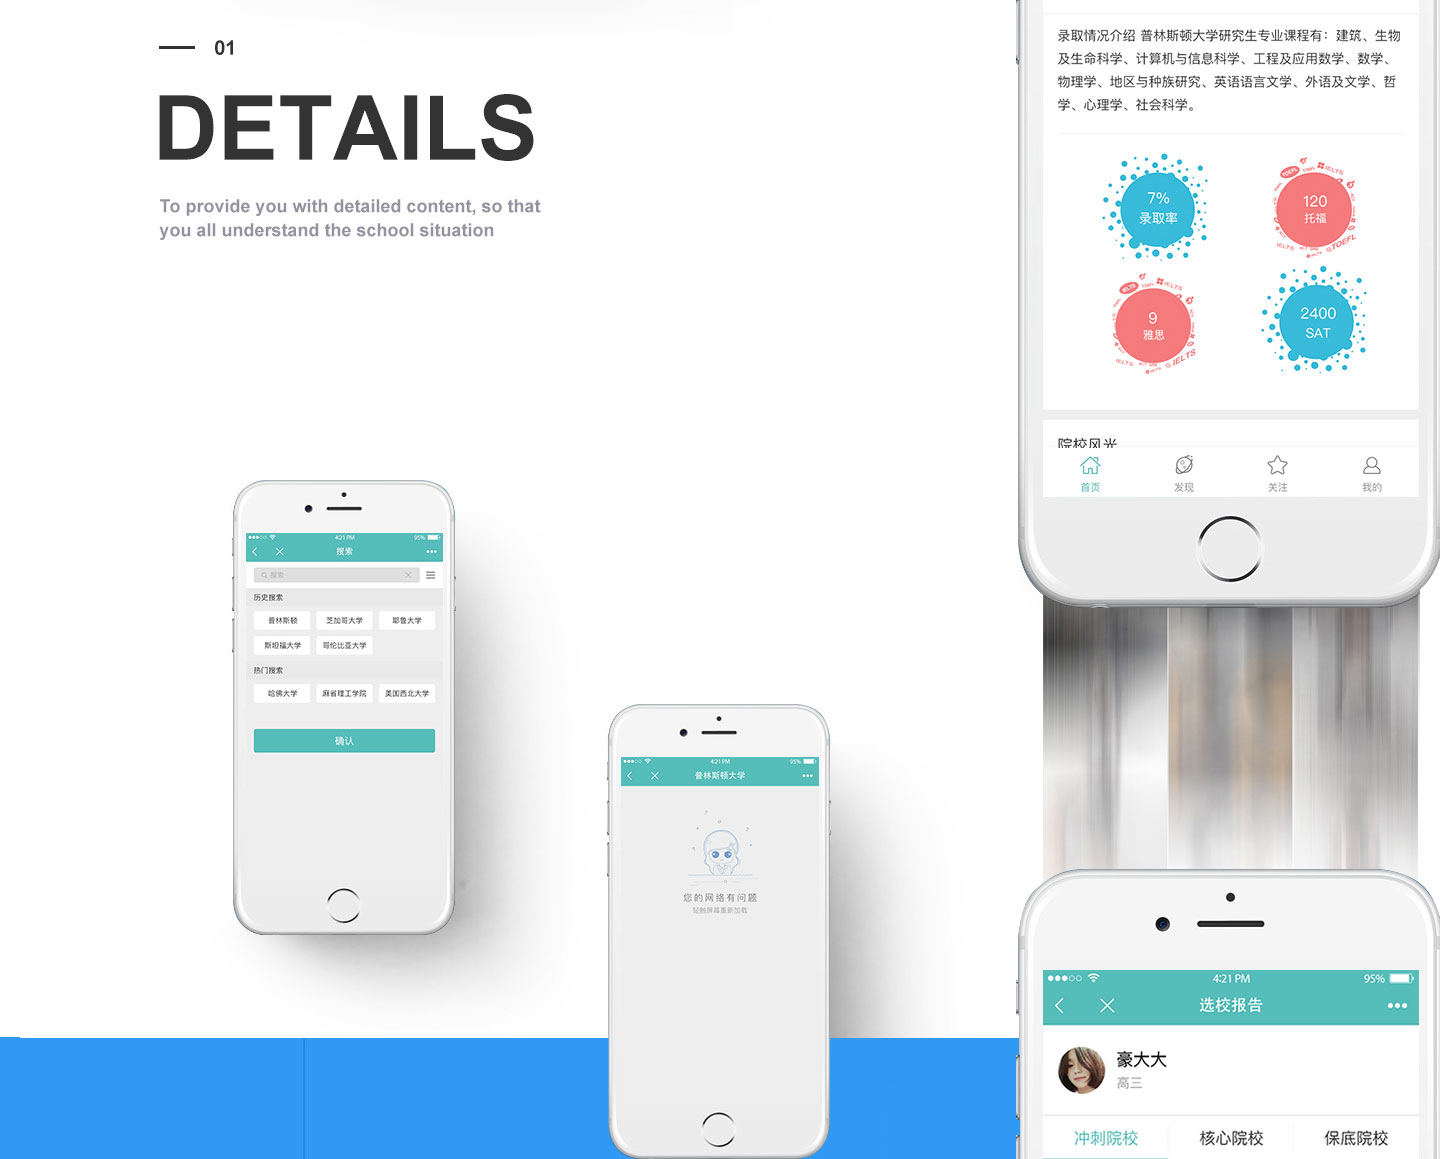 01
DETAILS
To provide you with detailed content, so that
you all understand the school situation
录取情况介绍 普林斯顿大学研究生专业课程有：建筑、生物
及生命科学、计算机与信息科学、工程及应用数学、数学、
物理学、地区与种族研究、英语语言文学、外语及文学、哲
学、心理学、社会科学。
7%
录取率
TOEFL
TOEFL
IELTS
120
托福
IELTS
TOEFL
IELTS
IELTS
9
雅思
IELTS
IELTS
2400
SAT
院校风光
首页
发现
关注
我的
4:21 PM
95%
搜索
搜索
历史搜索
普林斯顿
芝加哥大学
耶鲁大学
斯坦福大学
哥伦比亚大学
热门搜索
哈佛大学
麻省理工学院
美国西北大学
确认
4:21 PM
95%
普林斯顿大学
您的网络有问题
轻触屏幕重新加载
4:21 PM
95%
选校报告
豪大大
高三
冲刺院校
核心院校
保底院校